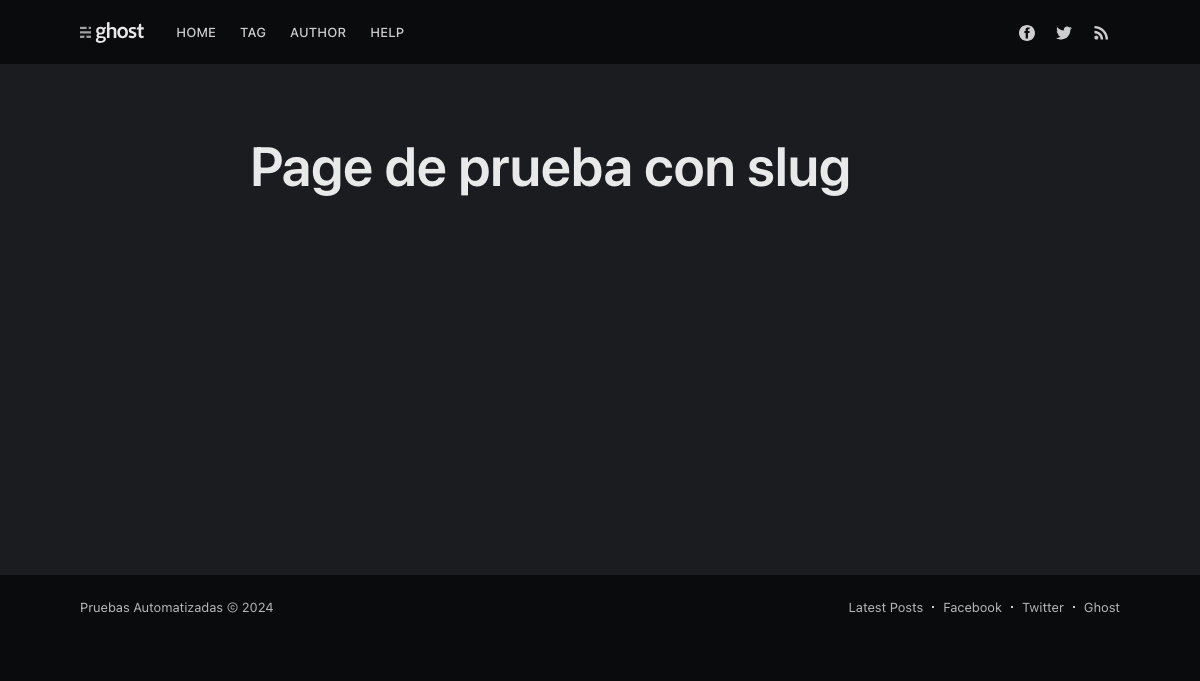 ghost HOME TAG AUTHOR HELP
Page de prueba con slug
Pruebas Automatizadas © 2024 Latest Posts • Facebook • Twitter • Ghost